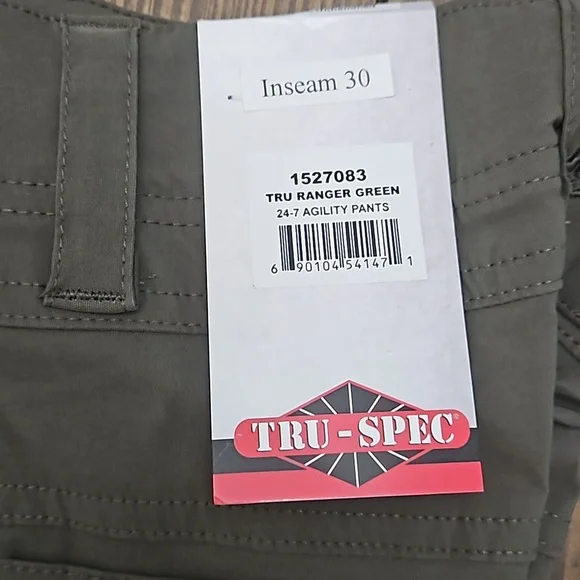 Inseam 30
1527083
TRU RANGER GREEN
24-7 AGILITY PANTS
6 90104 54147 1
TRU-SPEC®